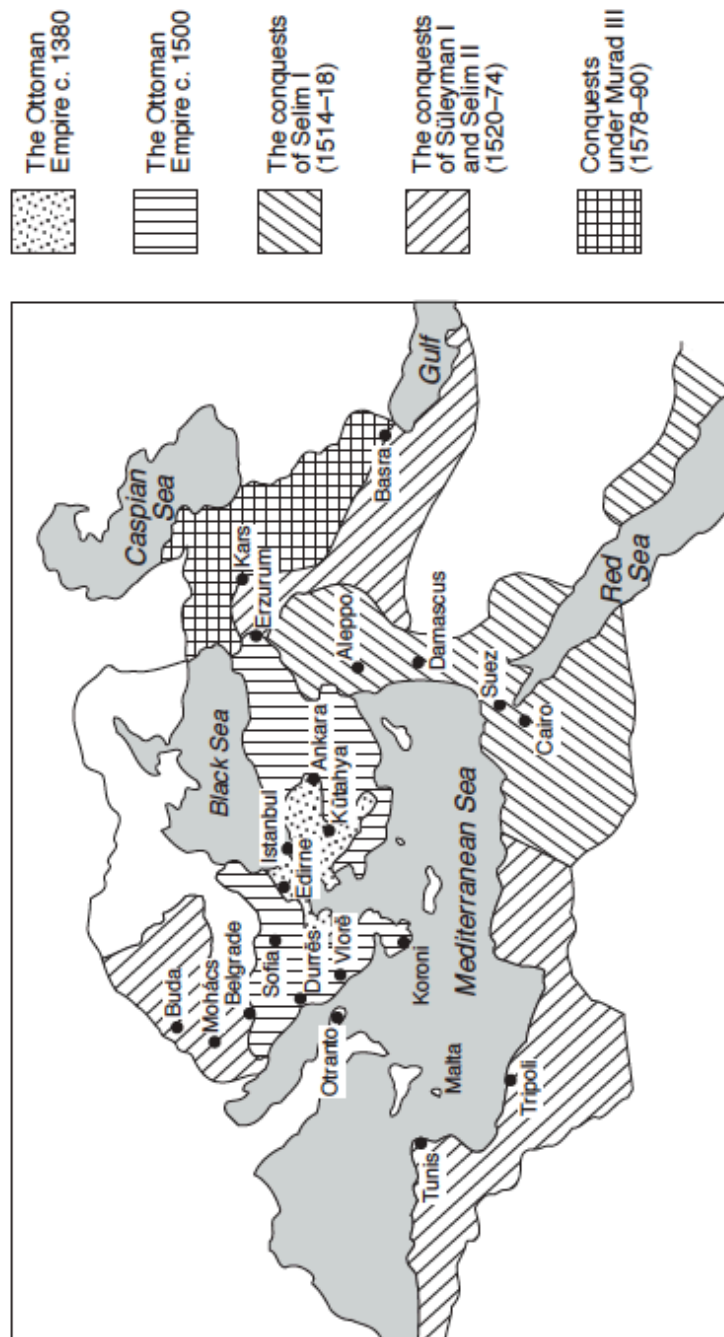 The Ottoman
Empire c. 1380
The Ottoman
Empire c. 1500
The conquests
of Selim I
(1514–18)
The conquests
of Süleyman I
and Selim II
(1520–74)
Conquests
under Murad III
(1578–90)
Caspian
Sea
Gulf
Black Sea
Kars
Erzurum
Basra
Aleppo
Damascus
Red
Sea
Suez
Cairo
Ankara
Kütahya
Istanbul
Edirne
Mediterranean Sea
Buda
Mohács
Belgrade
Sofia
Durrës
Vlorë
Koroni
Otranto
Malta
Tripoli
Tunis